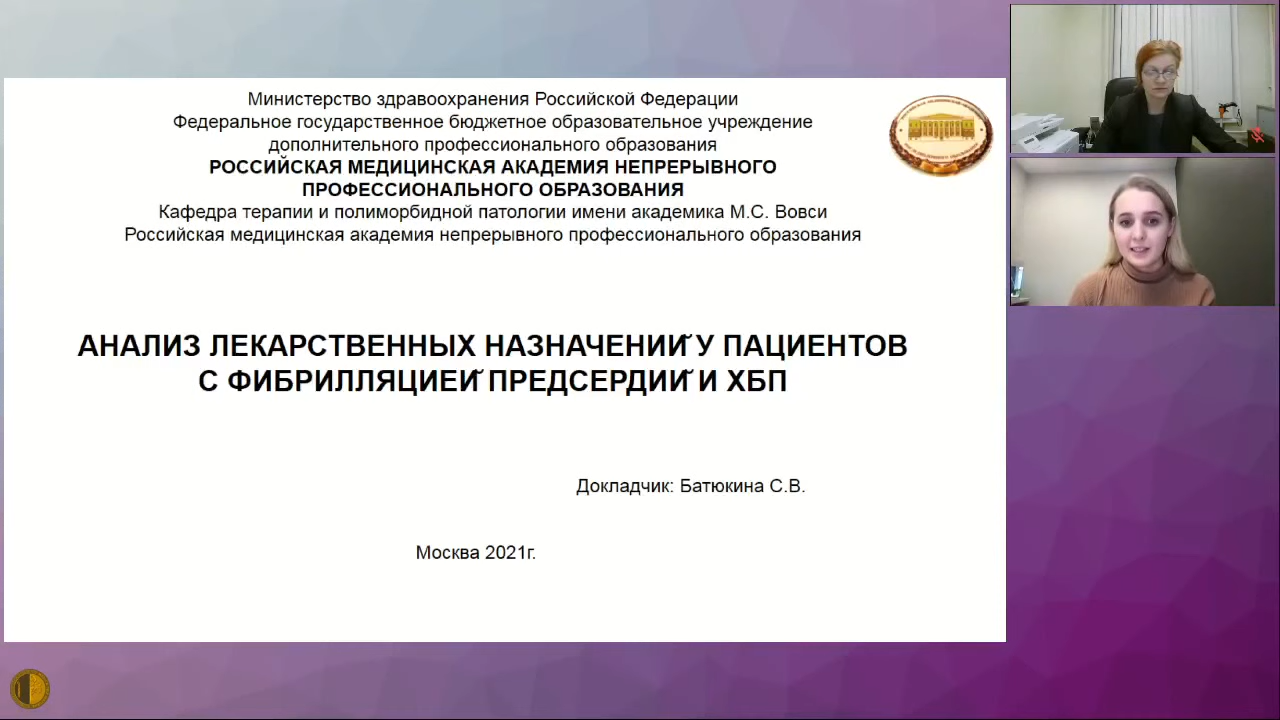 Министерство здравоохранения Российской Федерации
Федеральное государственное бюджетное образовательное учреждение
дополнительного профессионального образования
РОССИЙСКАЯ МЕДИЦИНСКАЯ АКАДЕМИЯ НЕПРЕРЫВНОГО
ПРОФЕССИОНАЛЬНОГО ОБРАЗОВАНИЯ
Кафедра терапии и полиморбидной патологии имени академика М.С. Вовси
Российская медицинская академия непрерывного профессионального образования
АНАЛИЗ ЛЕКАРСТВЕННЫХ НАЗНАЧЕНИЙ У ПАЦИЕНТОВ
С ФИБРИЛЛЯЦИЕЙ ПРЕДСЕРДИЙ И ХБП
Докладчик: Батюкина С.В.
Москва 2021г.